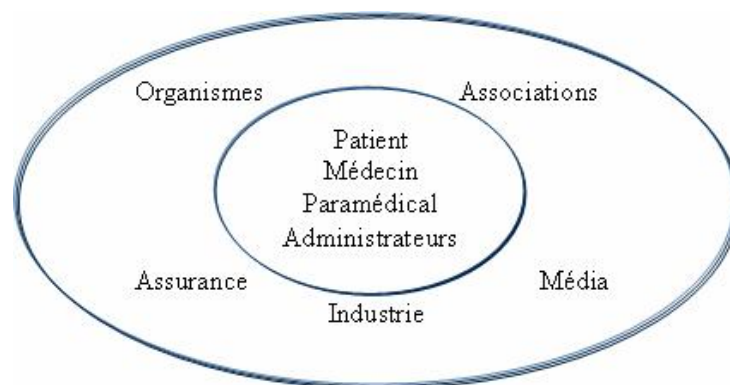 Organismes
Associations
Patient
Médecin
Paramédical
Administrateurs
Assurance
Média
Industrie